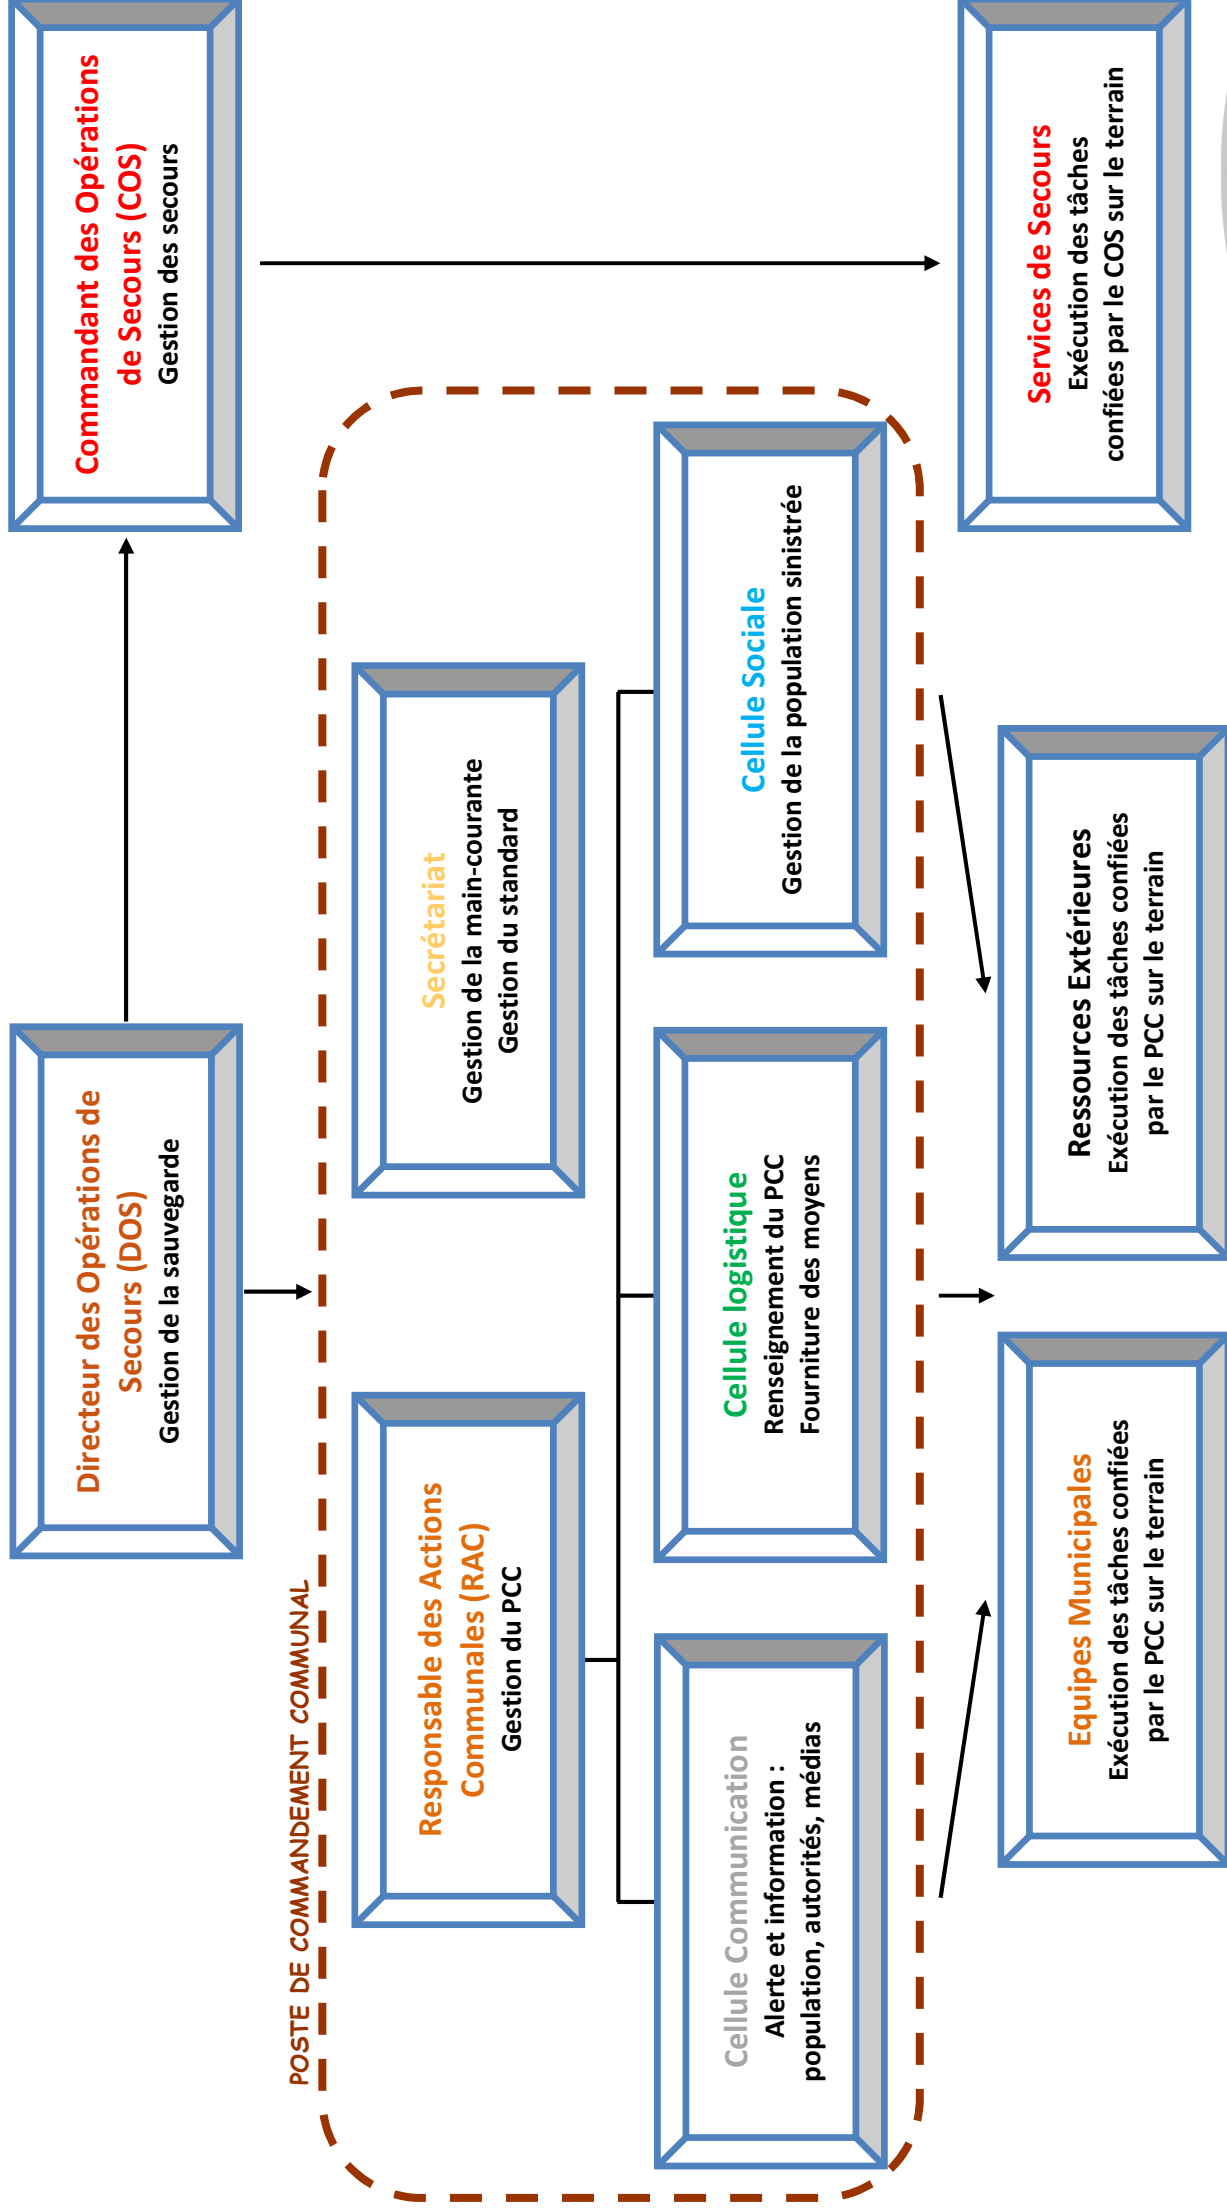 Directeur des Opérations de
Secours (DOS)
Gestion de la sauvegarde
Commandant des Opérations
de Secours (COS)
Gestion des secours
POSTE DE COMMANDEMENT COMMUNAL
Responsable des Actions
Communales (RAC)
Gestion du PCC
Secrétariat
Gestion de la main-courante
Gestion du standard
Cellule Communication
Alerte et information :
population, autorités, médias
Cellule logistique
Renseignement du PCC
Fourniture des moyens
Cellule Sociale
Gestion de la population sinistrée
Equipes Municipales
Exécution des tâches confiées
par le PCC sur le terrain
Ressources Extérieures
Exécution des tâches confiées
par le PCC sur le terrain
Services de Secours
Exécution des tâches
confiées par le COS sur le terrain